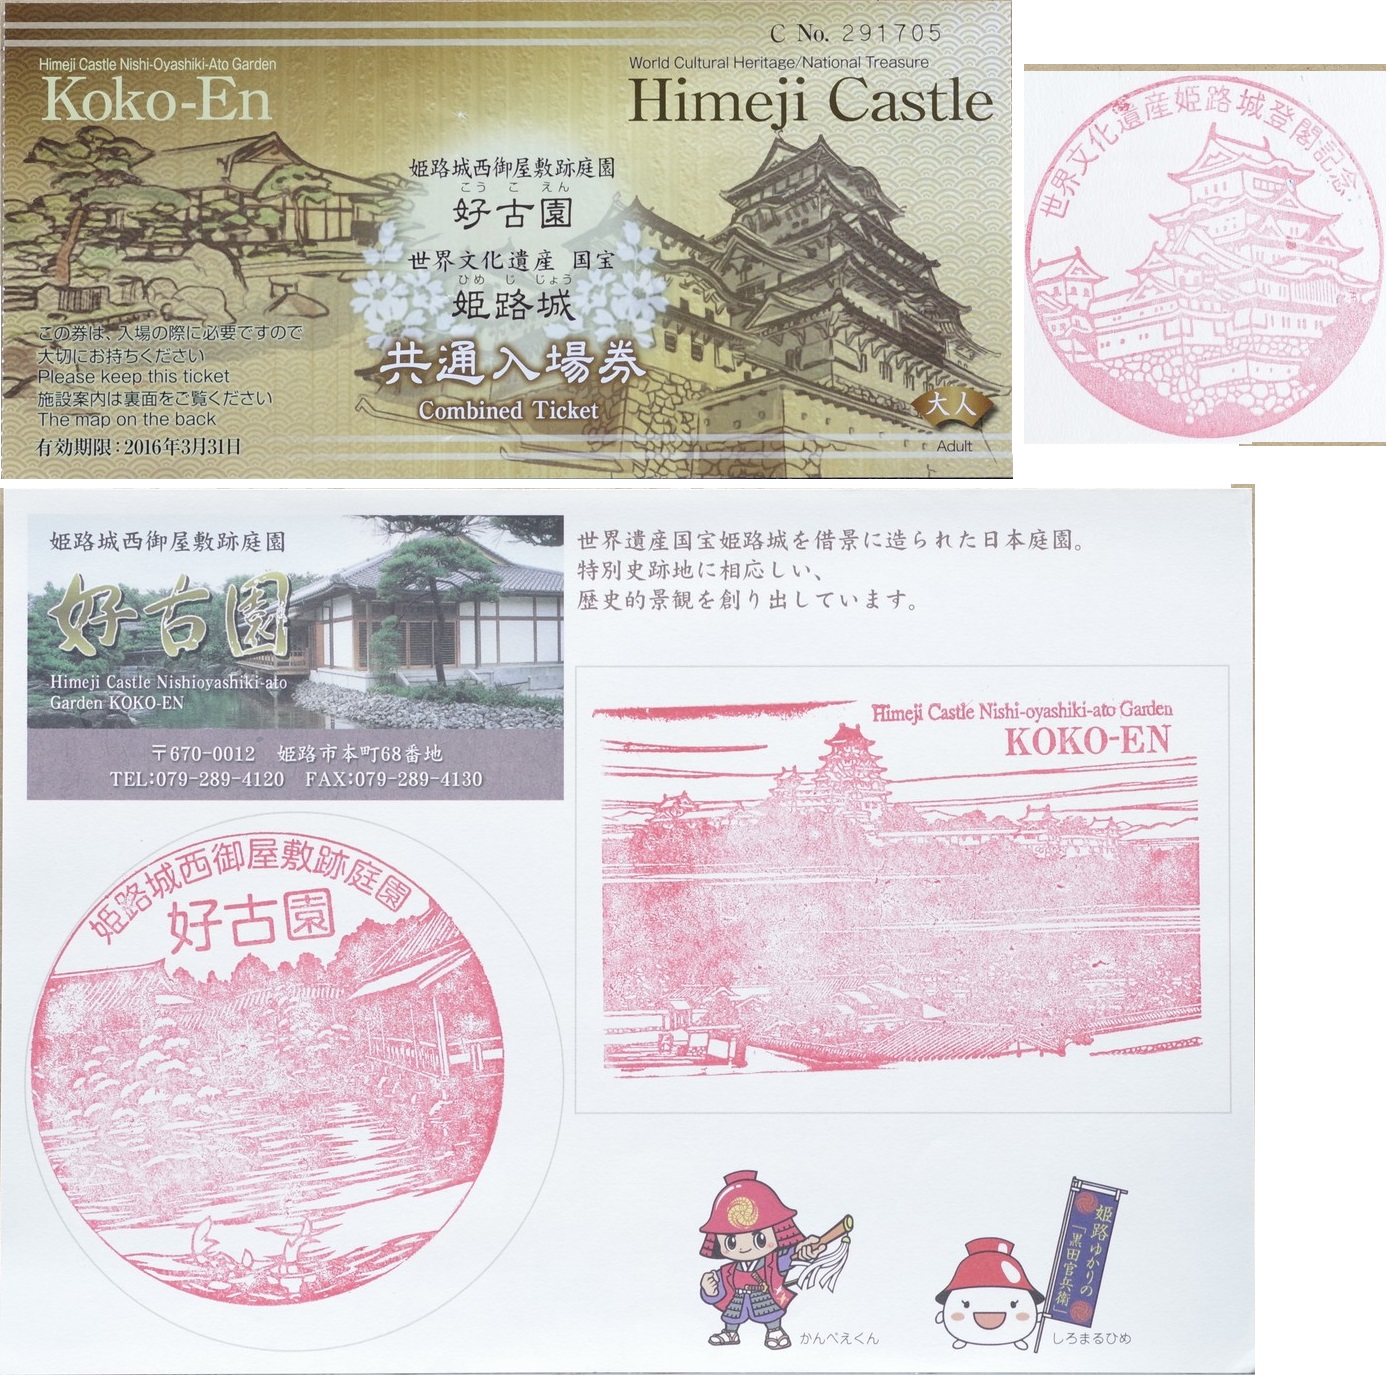 C No. 291705
Himeji Castle Nishi-Oyashiki-Ato Garden
Koko-En
World Cultural Heritage/National Treasure
Himeji Castle
姫路城西御屋敷跡庭園
こうこえん
好古園
世界文化遺産 国宝
ひめじじょう
姫路城
共通入場券
Combined Ticket
この券は、入場の際に必要ですので
大切にお持ちください
Please keep this ticket
施設案内は裏面をご覧ください
The map on the back
有効期限:2016年3月31日
大人
Adult
世界文化遺産姫路城登閣記念
姫路城西御屋敷跡庭園
好古園
Himeji Castle Nishioyashiki-ato
Garden KOKO-EN
〒670-0012 姫路市本町68番地
TEL:079-289-4120 FAX:079-289-4130
世界遺産国宝姫路城を借景に造られた日本庭園。
特別史跡地に相応しい、
歴史的景観を創り出しています。
Himeji Castle Nishi-oyashiki-ato Garden
KOKO-EN
姫路城西御屋敷跡庭園
好古園
かんべえくん
姫路ゆかりの
「黒田官兵衛」
しろまるひめ